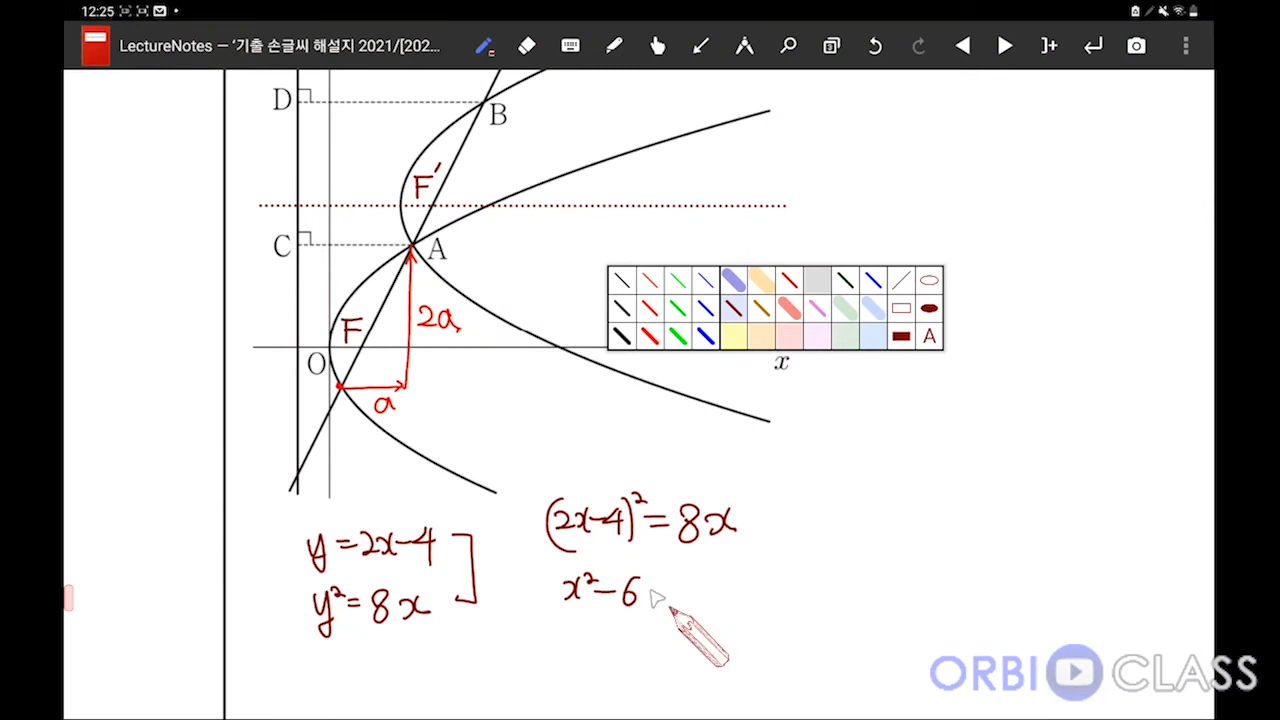 12:25
LectureNotes — ‘기출 손글씨 해설지 2021/[202...
D
B
F'
C
A
2a
F
O
x
a
A
y=2x-4
y²=8x
(2x-4)²=8x
x²-6
ORBI CLASS